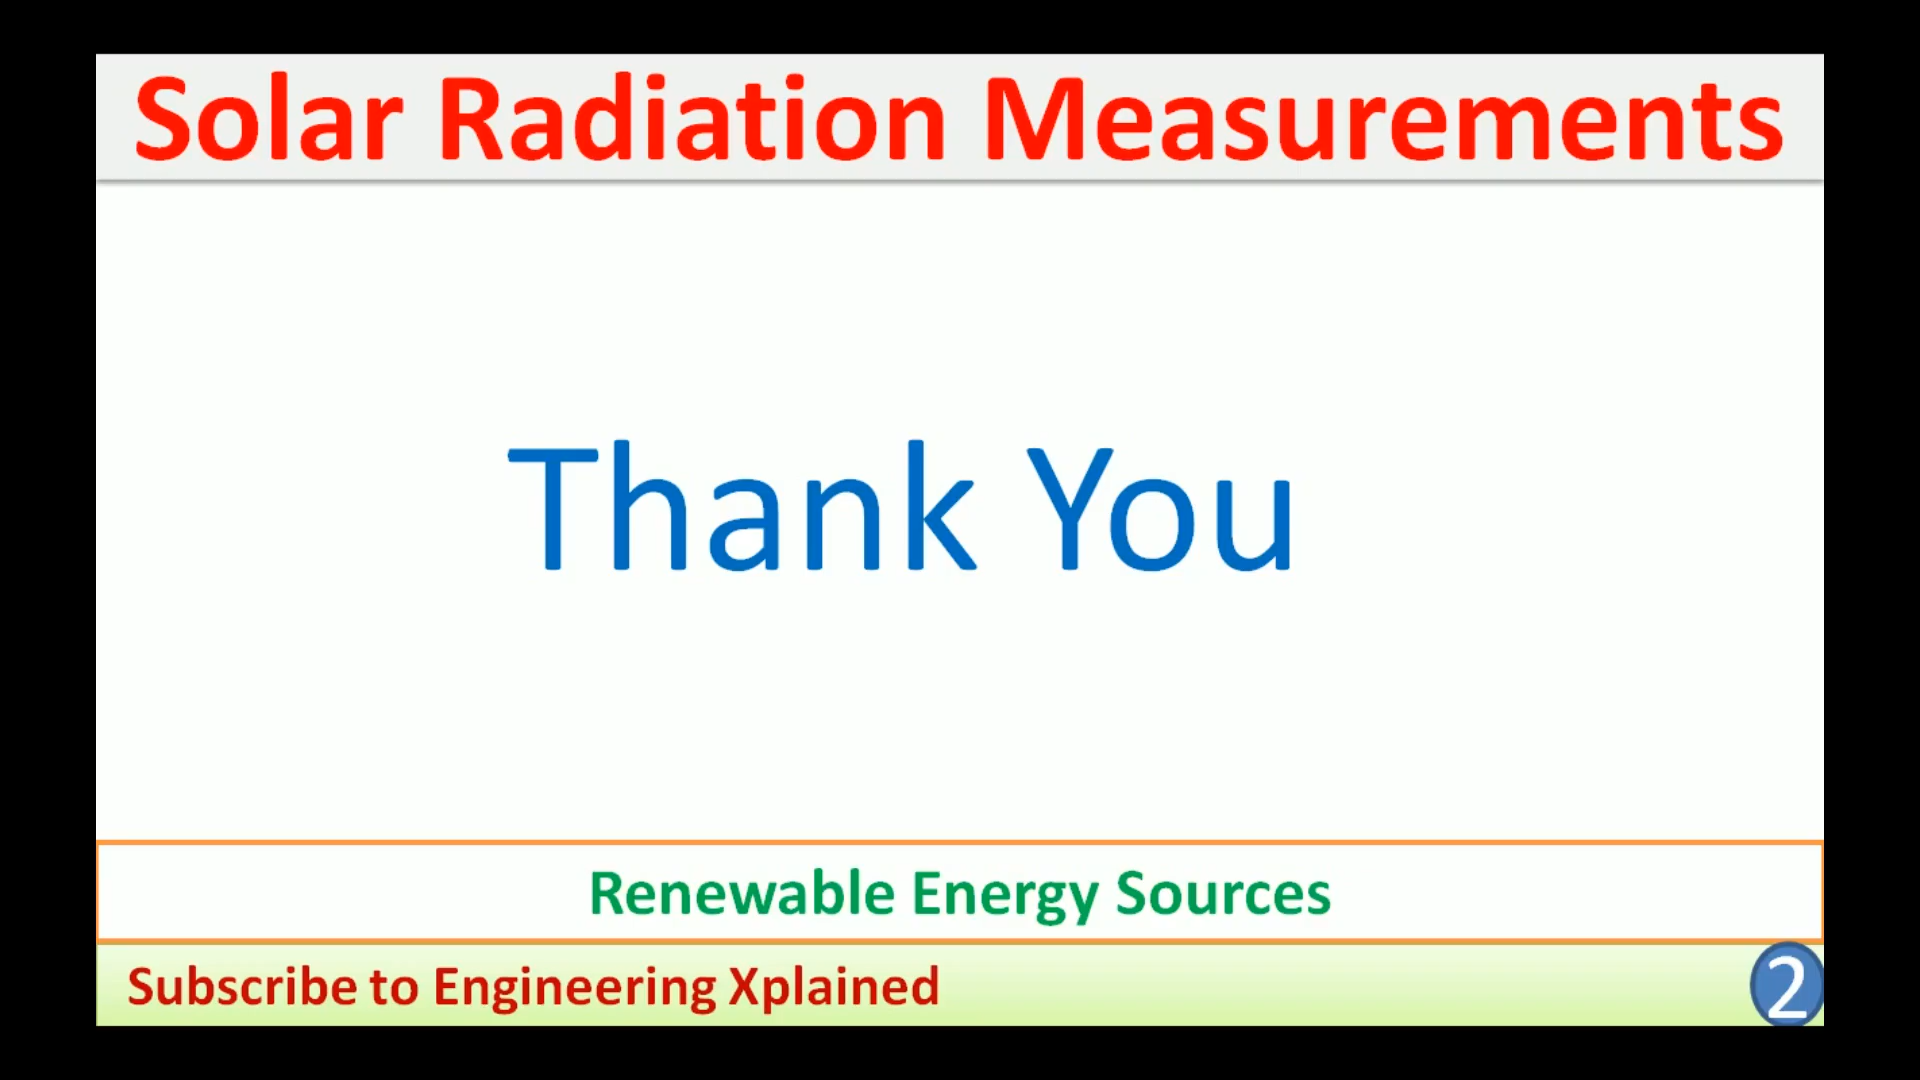 Solar Radiation Measurements
Thank You
Renewable Energy Sources
Subscribe to Engineering Xplained
2